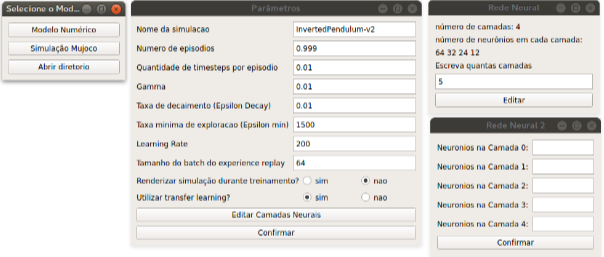 Selecione o Mod...
Modelo Numérico
Simulação Mujoco
Abrir diretorio
Parâmetros
Nome da simulacao InvertedPendulum-v2
Numero de episodios 0.999
Quantidade de timesteps por episodio 0.01
Gamma 0.01
Taxa de decaimento (Epsilon Decay) 0.01
Taxa minima de exploracao (Epsilon min) 1500
Learning Rate 200
Tamanho do batch do experience replay 64
Renderizar simulação durante treinamento? sim nao
Utilizar transfer learning? sim nao
Editar Camadas Neurais
Confirmar
Rede Neural
número de camadas: 4
número de neurônios em cada camada:
64 32 24 12
Escreva quantas camadas
5
Editar
Rede Neural 2
Neuronios na Camada 0:
Neuronios na Camada 1:
Neuronios na Camada 2:
Neuronios na Camada 3:
Neuronios na Camada 4:
Confirmar